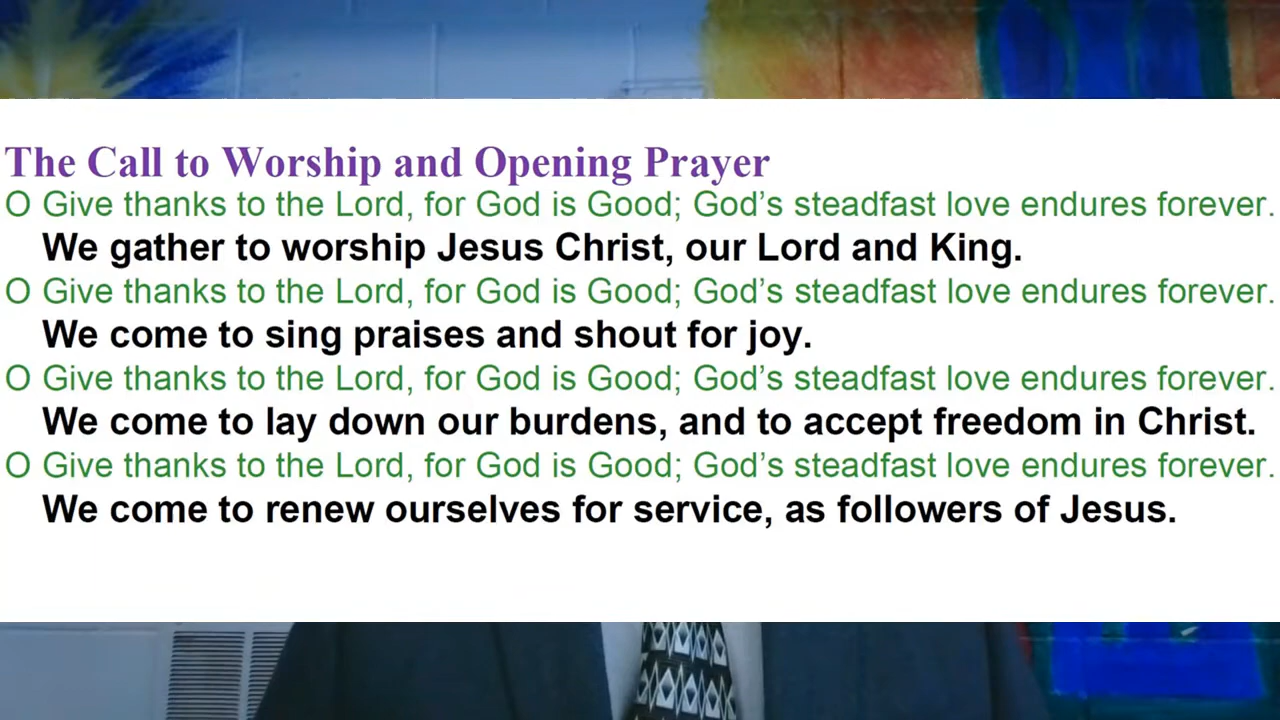 The Call to Worship and Opening Prayer
O Give thanks to the Lord, for God is Good; God’s steadfast love endures forever.
We gather to worship Jesus Christ, our Lord and King.
O Give thanks to the Lord, for God is Good; God’s steadfast love endures forever.
We come to sing praises and shout for joy.
O Give thanks to the Lord, for God is Good; God’s steadfast love endures forever.
We come to lay down our burdens, and to accept freedom in Christ.
O Give thanks to the Lord, for God is Good; God’s steadfast love endures forever.
We come to renew ourselves for service, as followers of Jesus.